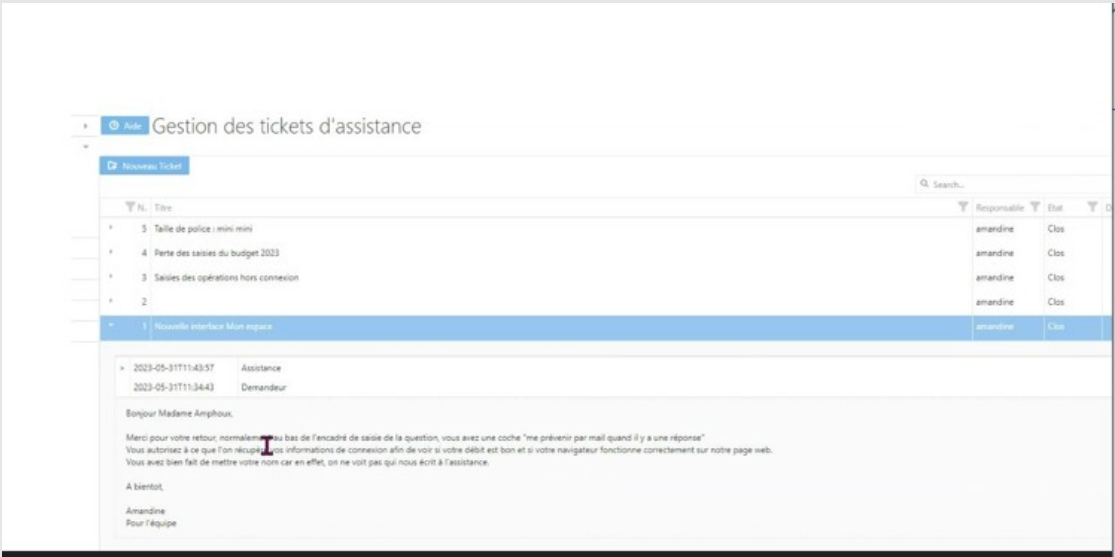 Aide Gestion des tickets d'assistance
Nouveau Ticket
Search...
N. Titre Responsable Etat D
5 Taille de police : mini mini amandine Clos
4 Perte des saisies du budget 2023 amandine Clos
3 Saisies des opérations hors connexion amandine Clos
2 amandine Clos
1 Nouvelle interface Mon espace amandine Clos
2023-05-31T11:43:57 Assistance
2023-05-31T11:34:43 Demandeur
Bonjour Madame Amphoux,
Merci pour votre retour, normalement au bas de l'encadré de saisie de la question, vous avez une coche "me prévenir par mail quand il y a une réponse"
Vous autorisez à ce que l'on récupère vos informations de connexion afin de voir si votre débit est bon et si votre navigateur fonctionne correctement sur notre page web.
Vous avez bien fait de mettre votre nom car en effet, on ne voit pas qui nous écrit à l'assistance.
A bientot,
Amandine
Pour l'équipe